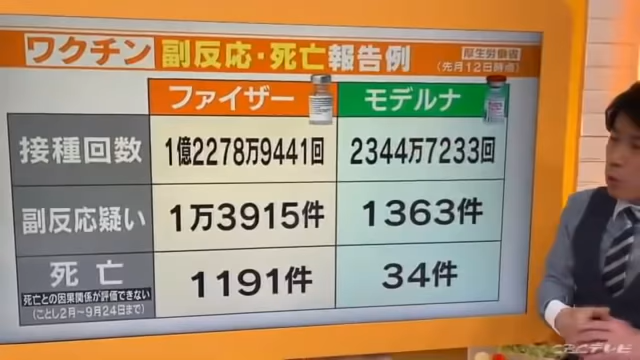 ワクチン 副反応・死亡報告例
厚生労働省
(先月12日時点)
ファイザー モデルナ
接種回数 1億2278万9441回 2344万7233回
副反応疑い 1万3915件 1363件
死亡 1191件 34件
死亡との因果関係が評価できない
(ことし2月~9月24日まで)